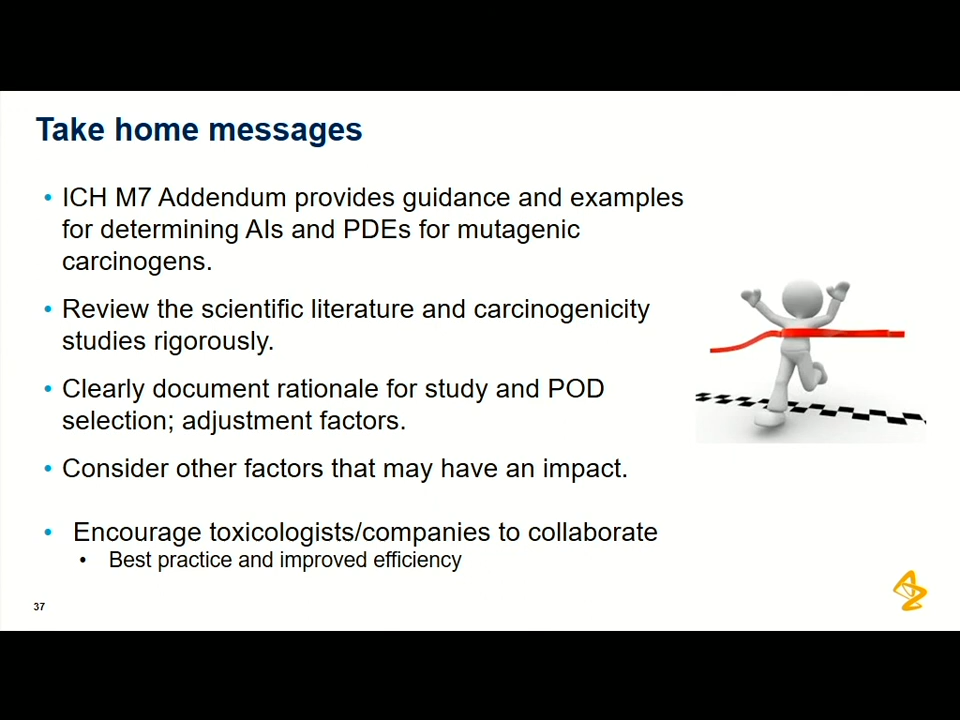 Take home messages
• ICH M7 Addendum provides guidance and examples
for determining AIs and PDEs for mutagenic
carcinogens.
• Review the scientific literature and carcinogenicity
studies rigorously.
• Clearly document rationale for study and POD
selection; adjustment factors.
• Consider other factors that may have an impact.
• Encourage toxicologists/companies to collaborate
• Best practice and improved efficiency
37